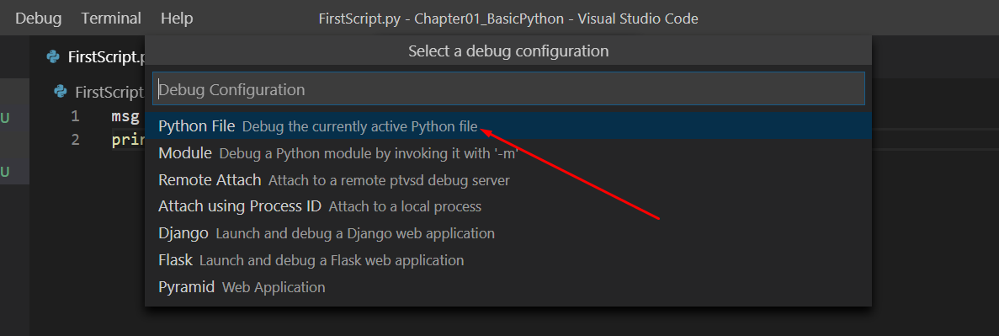 Debug Terminal Help FirstScript.py - Chapter01_BasicPython - Visual Studio Code
Select a debug configuration
FirstScript.p
Debug Configuration
FirstScript
1 msg
U
Python File Debug the currently active Python file
2 prin
Module Debug a Python module by invoking it with '-m'
U
Remote Attach Attach to a remote ptvsd debug server
Attach using Process ID Attach to a local process
Django Launch and debug a Django web application
Flask Launch and debug a Flask web application
Pyramid Web Application